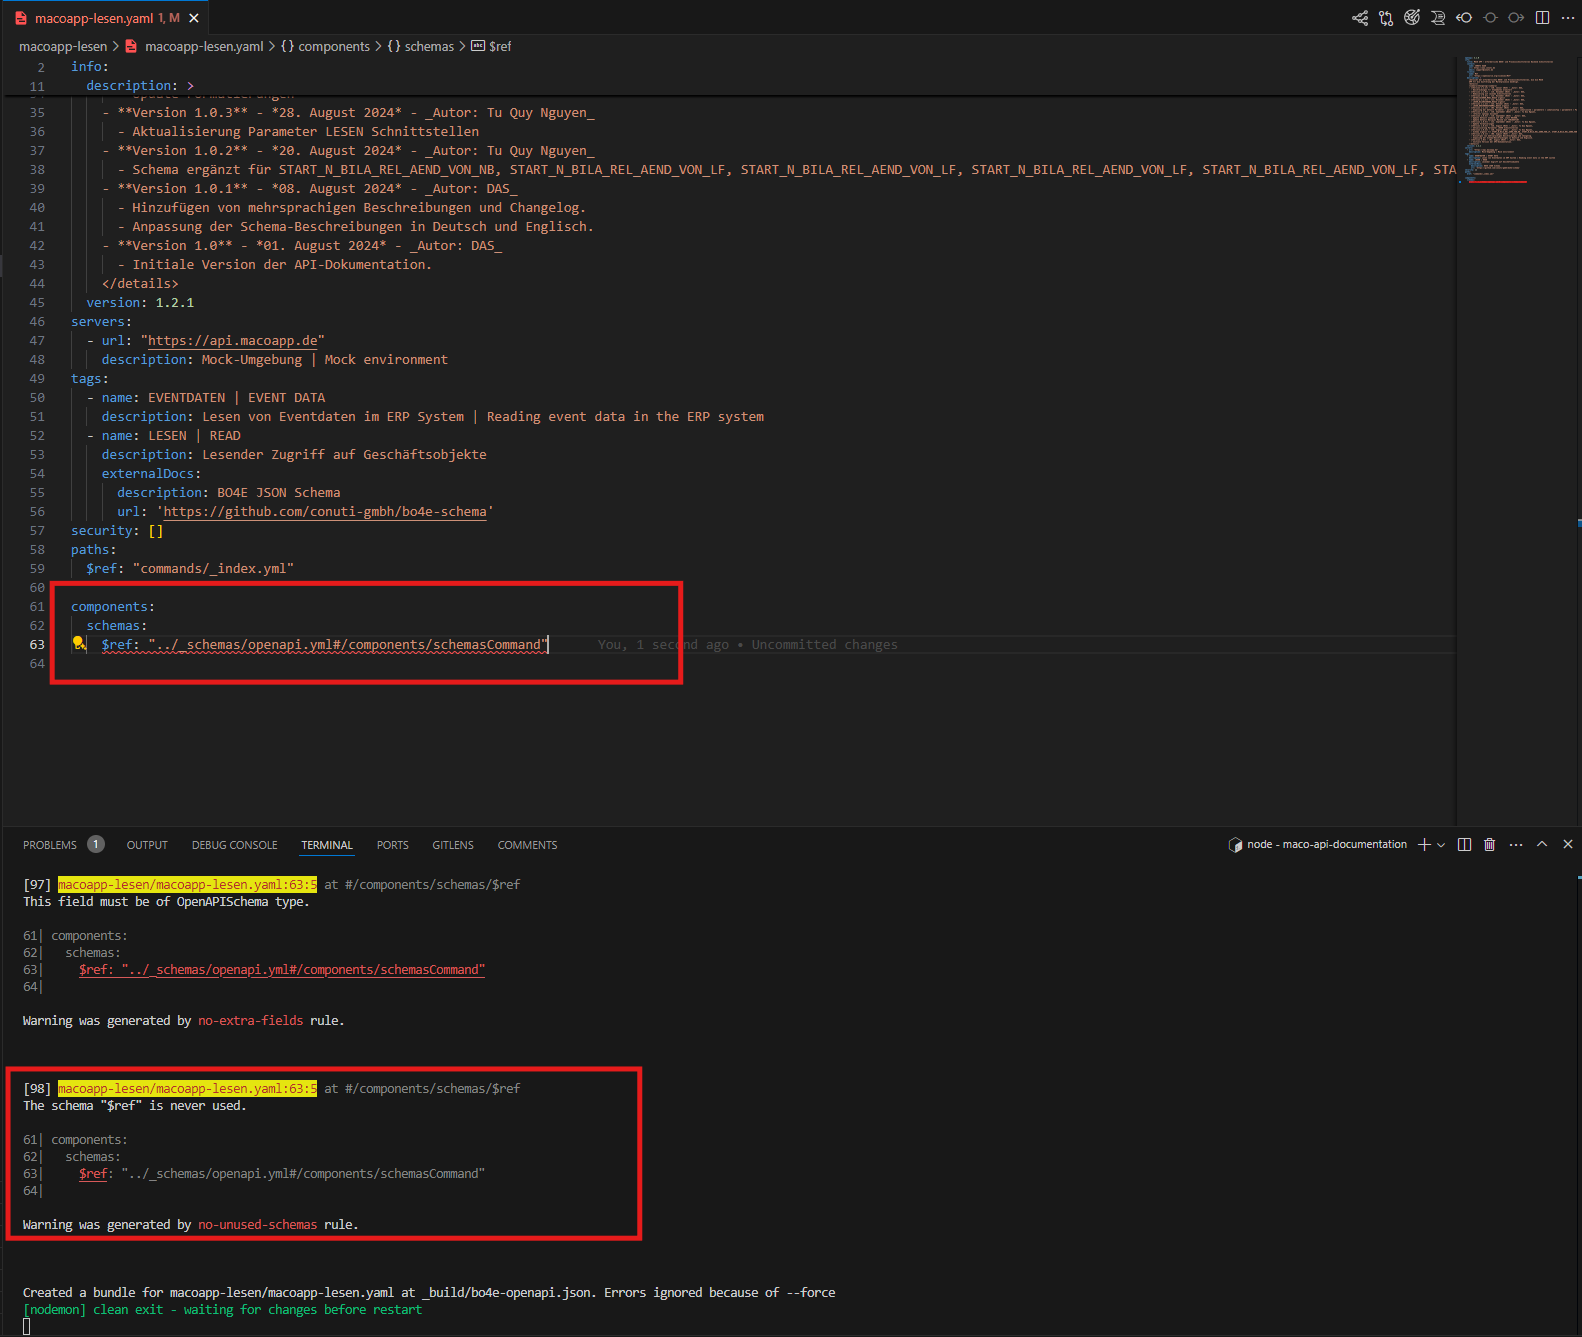 macoapp-lesen.yaml 1, M
macoapp-lesen > macoapp-lesen.yaml > {} components > {} schemas > $ref
2 info:
11 description: >
35 - **Version 1.0.3** - *28. August 2024* - _Autor: Tu Quy Nguyen_
36 - Aktualisierung Parameter LESEN Schnittstellen
37 - **Version 1.0.2** - *20. August 2024* - _Autor: Tu Quy Nguyen_
38 - Schema ergänzt für START_N_BILA_REL_AEND_VON_NB, START_N_BILA_REL_AEND_VON_LF, START_N_BILA_REL_AEND_VON_LF, START_N_BILA_REL_AEND_VON_LF, START_N_BILA_REL_AEND_VON_LF, STA
39 - **Version 1.0.1** - *08. August 2024* - _Autor: DAS_
40 - Hinzufügen von mehrsprachigen Beschreibungen und Changelog.
41 - Anpassung der Schema-Beschreibungen in Deutsch und Englisch.
42 - **Version 1.0** - *01. August 2024* - _Autor: DAS_
43 - Initiale Version der API-Dokumentation.
44 </details>
45 version: 1.2.1
46 servers:
47 - url: "https://api.macoapp.de"
48 description: Mock-Umgebung | Mock environment
49 tags:
50 - name: EVENTDATEN | EVENT DATA
51 description: Lesen von Eventdaten im ERP System | Reading event data in the ERP system
52 - name: LESEN | READ
53 description: Lesender Zugriff auf Geschäftsobjekte
54 externalDocs:
55 description: BO4E JSON Schema
56 url: 'https://github.com/conuti-gmbh/bo4e-schema'
57 security: []
58 paths:
59 $ref: "commands/_index.yml"
60
61 components:
62 schemas:
63 $ref: "../_schemas/openapi.yml#/components/schemasCommand" You, 1 second ago • Uncommitted changes
64
PROBLEMS 1 OUTPUT DEBUG CONSOLE TERMINAL PORTS GITLENS COMMENTS node - maco-api-documentation
[97] macoapp-lesen/macoapp-lesen.yaml:63:5 at #/components/schemas/$ref
This field must be of OpenAPISchema type.
61| components:
62| schemas:
63| $ref: "../_schemas/openapi.yml#/components/schemasCommand"
64|
Warning was generated by no-extra-fields rule.
[98] macoapp-lesen/macoapp-lesen.yaml:63:5 at #/components/schemas/$ref
The schema "$ref" is never used.
61| components:
62| schemas:
63| $ref: "../_schemas/openapi.yml#/components/schemasCommand"
64|
Warning was generated by no-unused-schemas rule.
Created a bundle for macoapp-lesen/macoapp-lesen.yaml at _build/bo4e-openapi.json. Errors ignored because of --force
[nodemon] clean exit - waiting for changes before restart